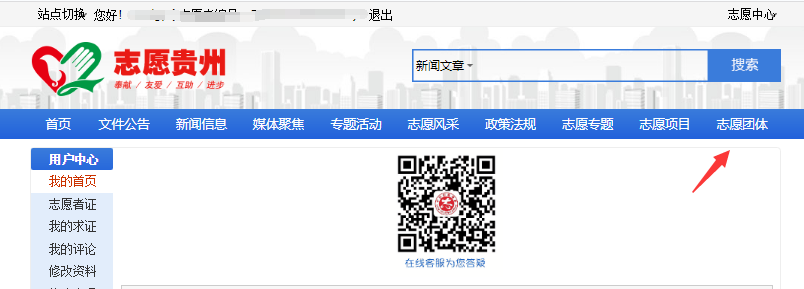 站点切换 您好! 退出 志愿中心
志愿贵州
奉献 / 友爱 / 互助 / 进步
新闻文章 搜索
首页 文件公告 新闻信息 媒体聚焦 专题活动 志愿风采 政策法规 志愿专题 志愿项目 志愿团体
用户中心
我的首页
志愿者证
我的求证
我的评论
修改资料
在线客服为您答疑